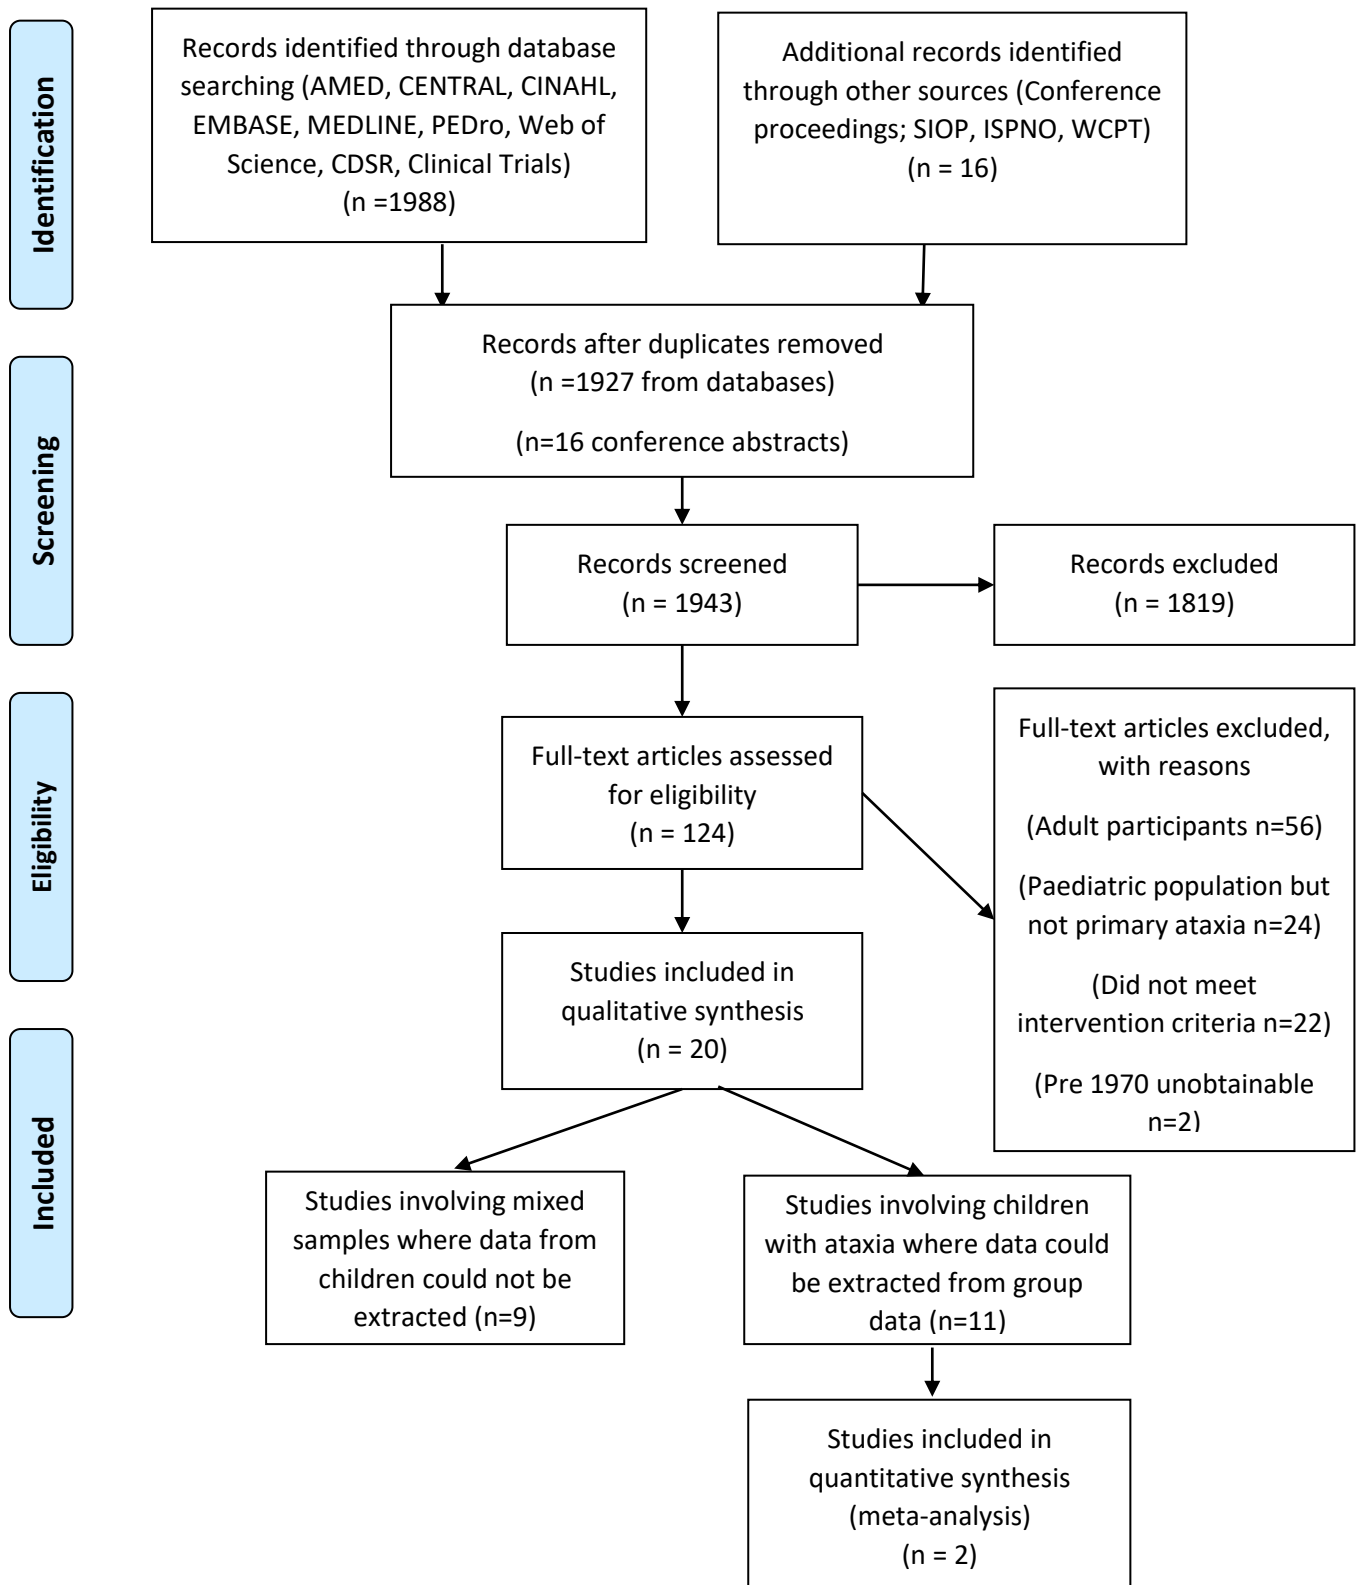 Identification
Records identified through database
searching (AMED, CENTRAL, CINAHL,
EMBASE, MEDLINE, PEDro, Web of
Science, CDSR, Clinical Trials)
(n =1988)
Additional records identified
through other sources (Conference
proceedings; SIOP, ISPNO, WCPT)
(n = 16)
Records after duplicates removed
(n =1927 from databases)
(n=16 conference abstracts)
Screening
Records screened
(n = 1943)
Records excluded
(n = 1819)
Eligibility
Full-text articles assessed
for eligibility
(n = 124)
Full-text articles excluded,
with reasons
(Adult participants n=56)
(Paediatric population but
not primary ataxia n=24)
(Did not meet
intervention criteria n=22)
(Pre 1970 unobtainable
n=2)
Studies included in
qualitative synthesis
(n = 20)
Included
Studies involving mixed
samples where data from
children could not be
extracted (n=9)
Studies involving children
with ataxia where data could
be extracted from group
data (n=11)
Studies included in
quantitative synthesis
(meta-analysis)
(n = 2)